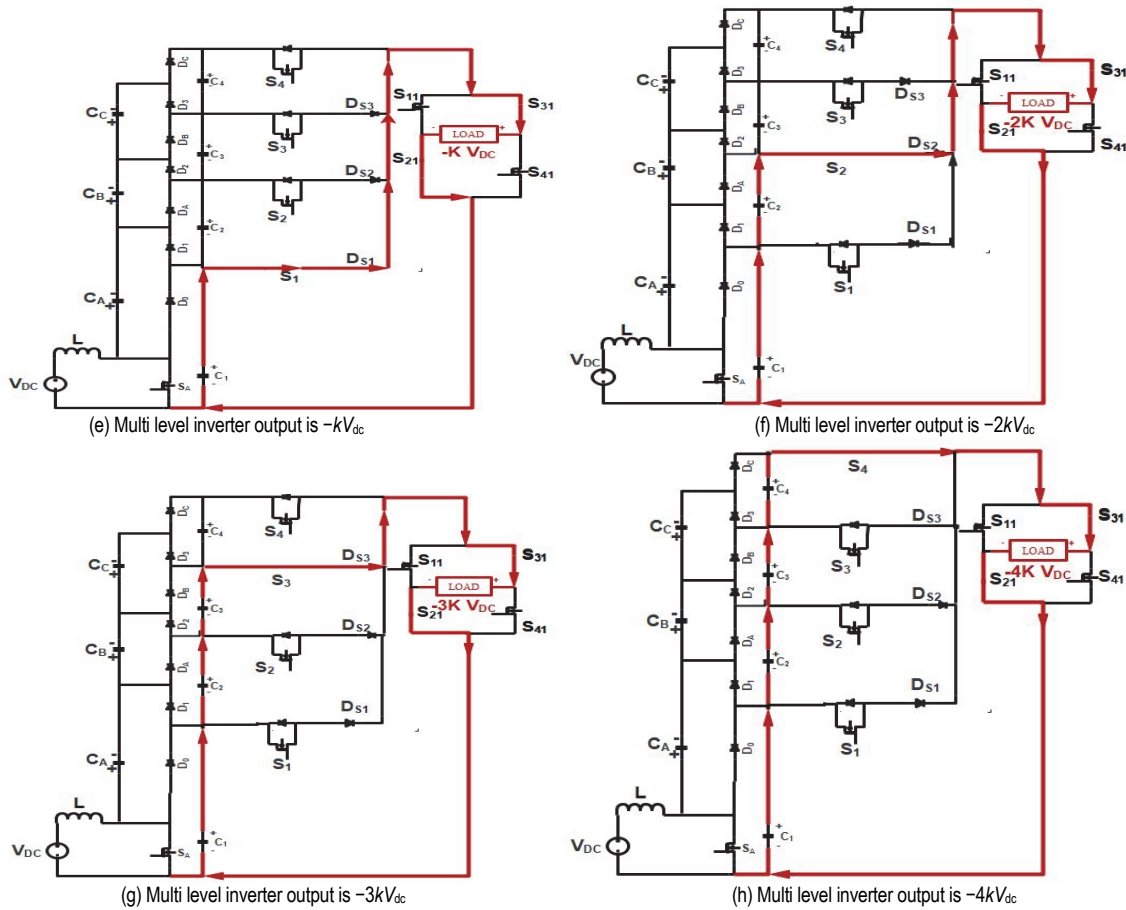 DC
C4
S4
CC
D3
DS3
S11
S31
DB
S3
C3
- LOAD +
-K VDC
D2
DS2
S21
S41
CB
DA
S2
C2
D1
DS1
S1
CA
D0
L
VDC
SA
C1
(e) Multi level inverter output is −kVdc
DC
C4
S4
CC
D3
S11
S31
DS3
DB
S3
- LOAD +
-2K VDC
C3
D2
DS2
S21
S41
S2
CB
DA
C2
D1
DS1
S1
CA
D0
L
VDC
SA
C1
(f) Multi level inverter output is −2kVdc
DC
C4
S4
CC
D3
DS3
S11
S31
S3
DB
- LOAD +
-3K VDC
C3
D2
DS2
S21
S41
CB
S2
DA
C2
D1
DS1
S1
CA
D0
L
VDC
SA
C1
(g) Multi level inverter output is −3kVdc
DC
S4
C4
CC
D3
DS3
S11
S31
DB
S3
- LOAD +
-4K VDC
C3
D2
DS2
S21
S41
CB
S2
DA
C2
D1
DS1
S1
CA
D0
L
VDC
SA
C1
(h) Multi level inverter output is −4kVdc